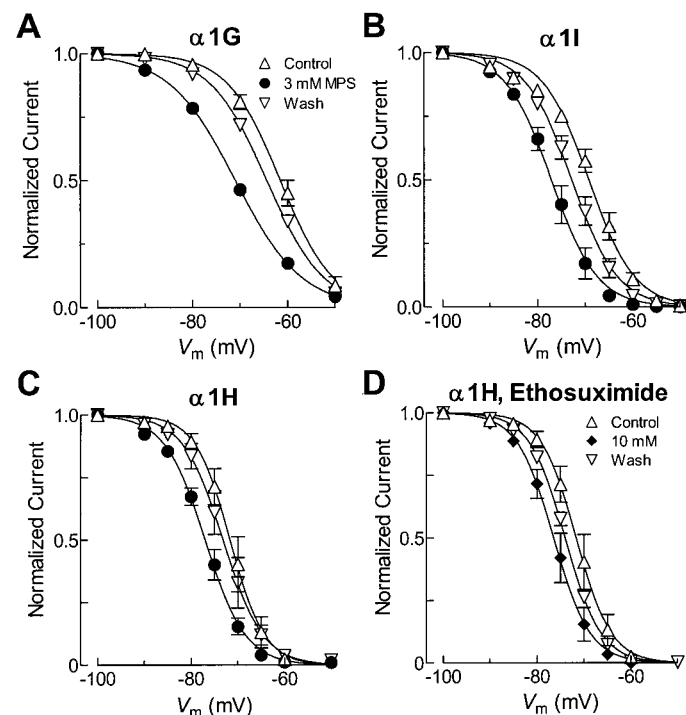 A
α1G
Normalized Current
1.0
0.5
0.0
Control
3 mM MPS
Wash
-100
-80
-60
Vm (mV)
B
α1I
Normalized Current
1.0
0.5
0.0
-100
-80
-60
Vm (mV)
C
α1H
Normalized Current
1.0
0.5
0
-100
-80
-60
Vm (mV)
D
α1H, Ethosuximide
Normalized Current
1.0
0.5
0
Control
10 mM
Wash
-100
-80
-60
Vm (mV)